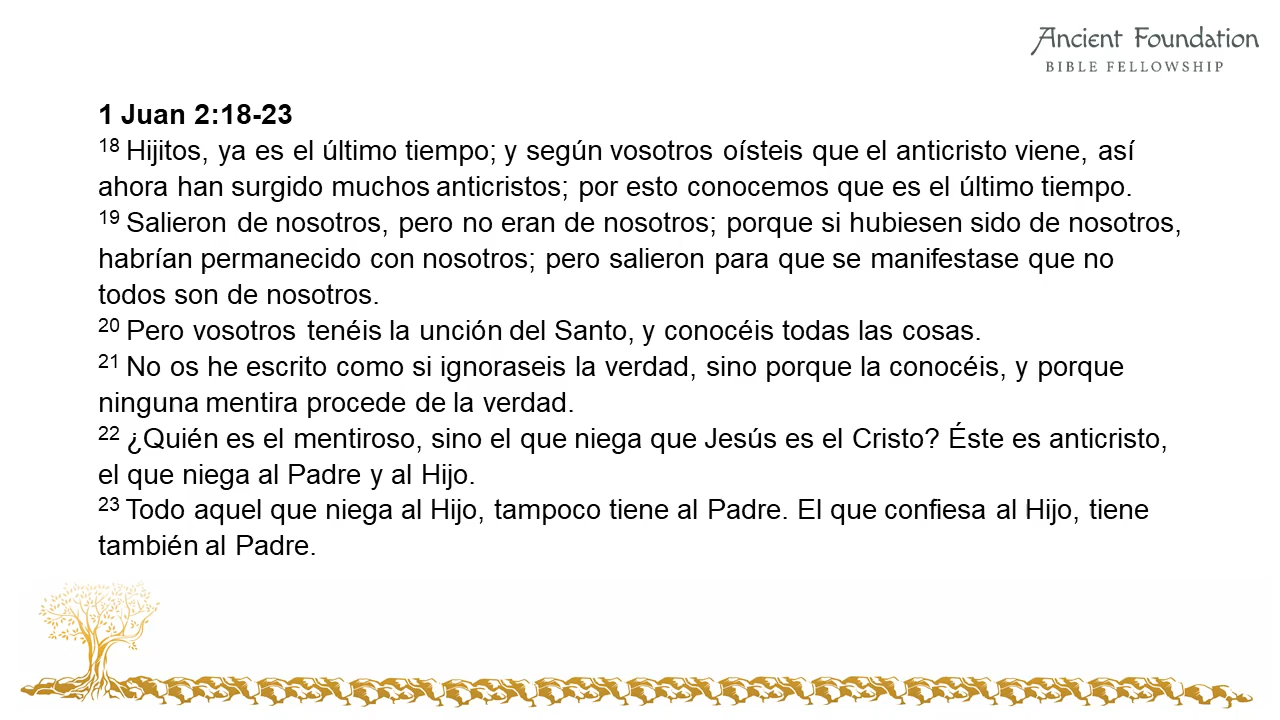 Ancient Foundation
BIBLE FELLOWSHIP
1 Juan 2:18-23
18 Hijitos, ya es el último tiempo; y según vosotros oísteis que el anticristo viene, así
ahora han surgido muchos anticristos; por esto conocemos que es el último tiempo.
19 Salieron de nosotros, pero no eran de nosotros; porque si hubiesen sido de nosotros,
habrían permanecido con nosotros; pero salieron para que se manifestase que no
todos son de nosotros.
20 Pero vosotros tenéis la unción del Santo, y conocéis todas las cosas.
21 No os he escrito como si ignoraseis la verdad, sino porque la conocéis, y porque
ninguna mentira procede de la verdad.
22 ¿Quién es el mentiroso, sino el que niega que Jesús es el Cristo? Éste es anticristo,
el que niega al Padre y al Hijo.
23 Todo aquel que niega al Hijo, tampoco tiene al Padre. El que confiesa al Hijo, tiene
también al Padre.